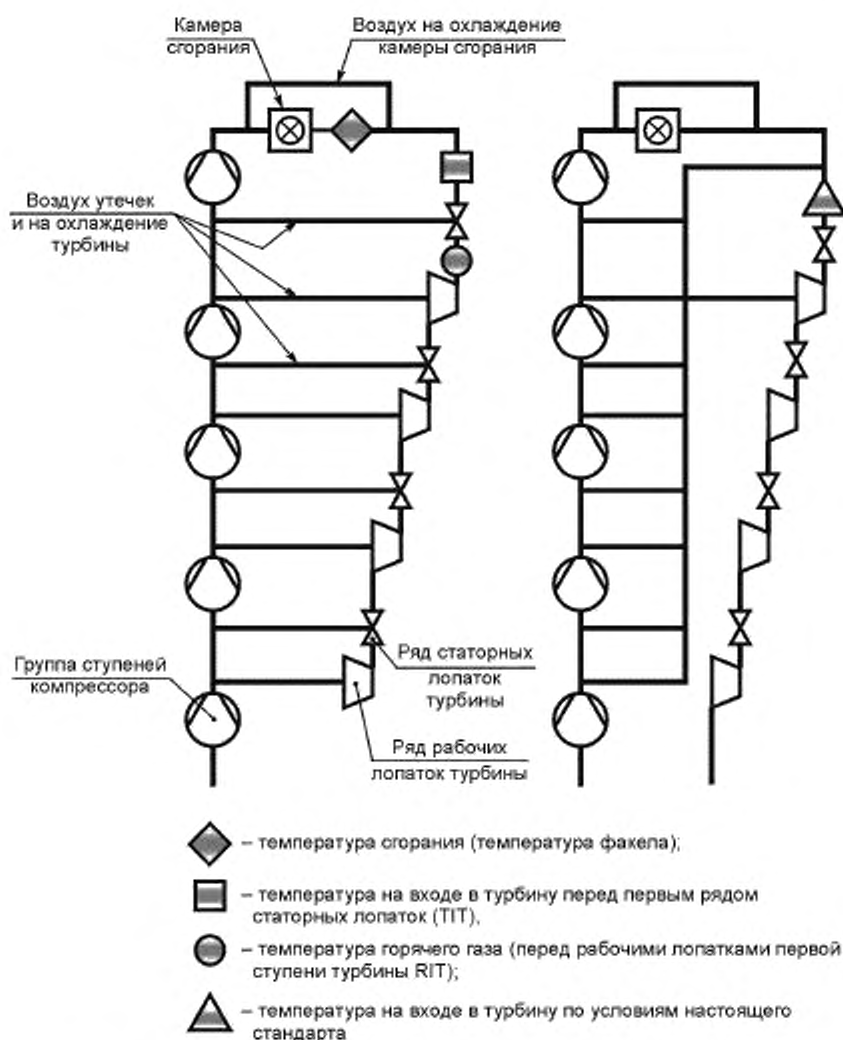 Камера
сгорания
Воздух на охлаждение
камеры сгорания
Воздух утечек
и на охлаждение
турбины
Группа ступеней
компрессора
Ряд статорных
лопаток
турбины
Ряд рабочих
лопаток турбины
– температура сгорания (температура факела);
– температура на входе в турбину перед первым рядом
статорных лопаток (TIT),
– температура горячего газа (перед рабочими лопатками первой
ступени турбины RIT);
– температура на входе в турбину по условиям настоящего
стандарта